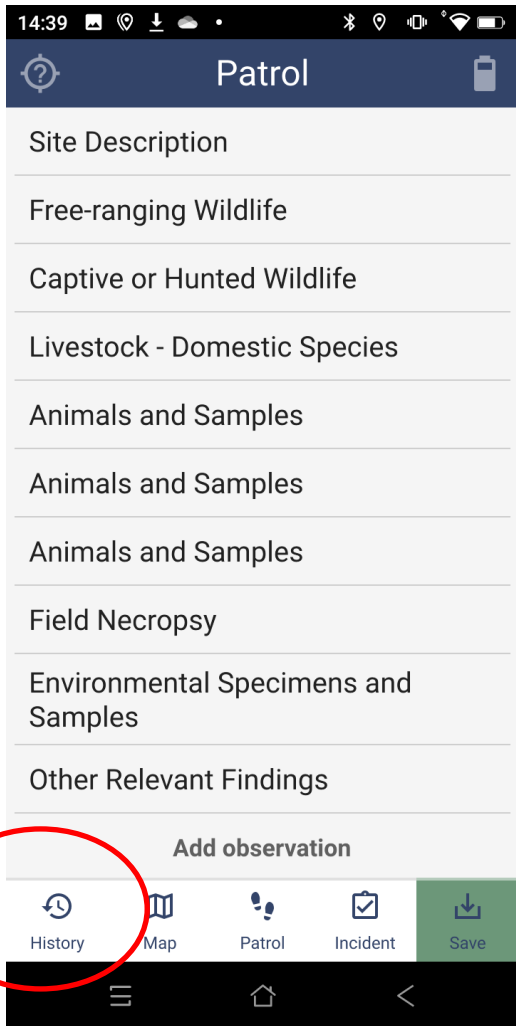 14:39
Patrol
Site Description
Free-ranging Wildlife
Captive or Hunted Wildlife
Livestock - Domestic Species
Animals and Samples
Animals and Samples
Animals and Samples
Field Necropsy
Environmental Specimens and
Samples
Other Relevant Findings
Add observation
History Map Patrol Incident Save